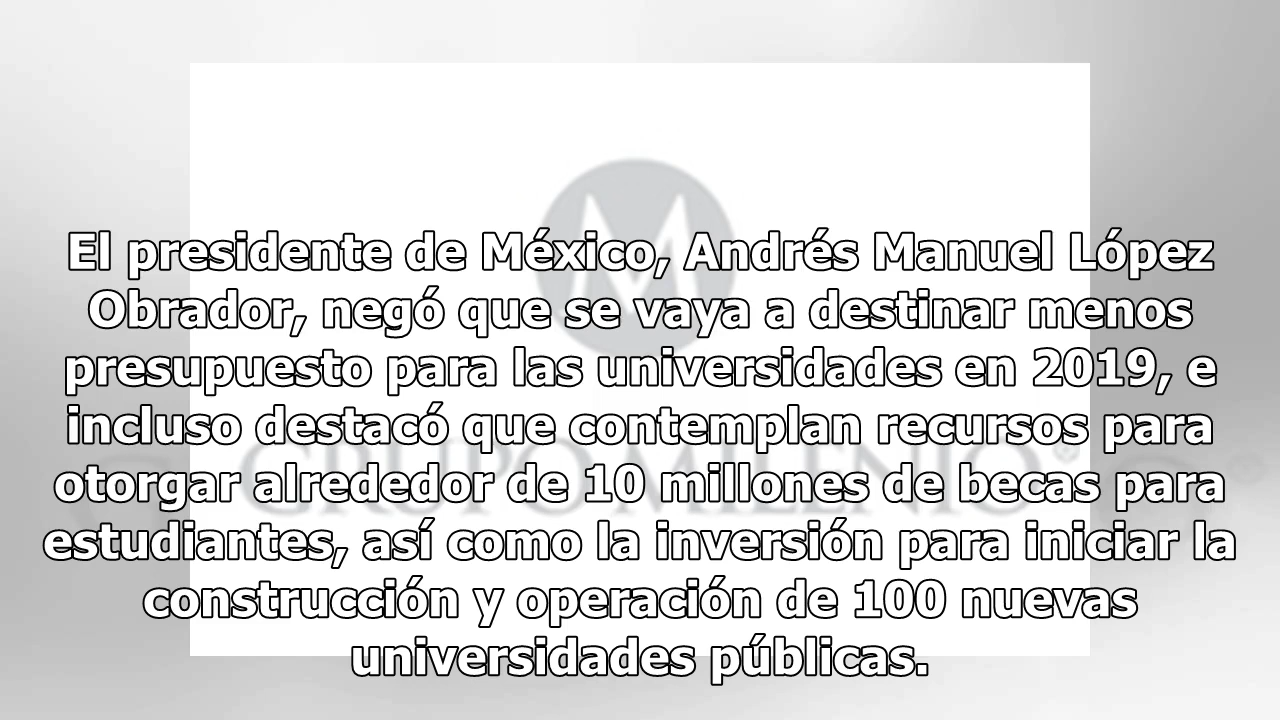 El presidente de México, Andrés Manuel López
Obrador, negó que se vaya a destinar menos
presupuesto para las universidades en 2019, e
incluso destacó que contemplan recursos para
otorgar alrededor de 10 millones de becas para
estudiantes, así como la inversión para iniciar la
construcción y operación de 100 nuevas
universidades públicas.
M
GRUPO MILENIO®